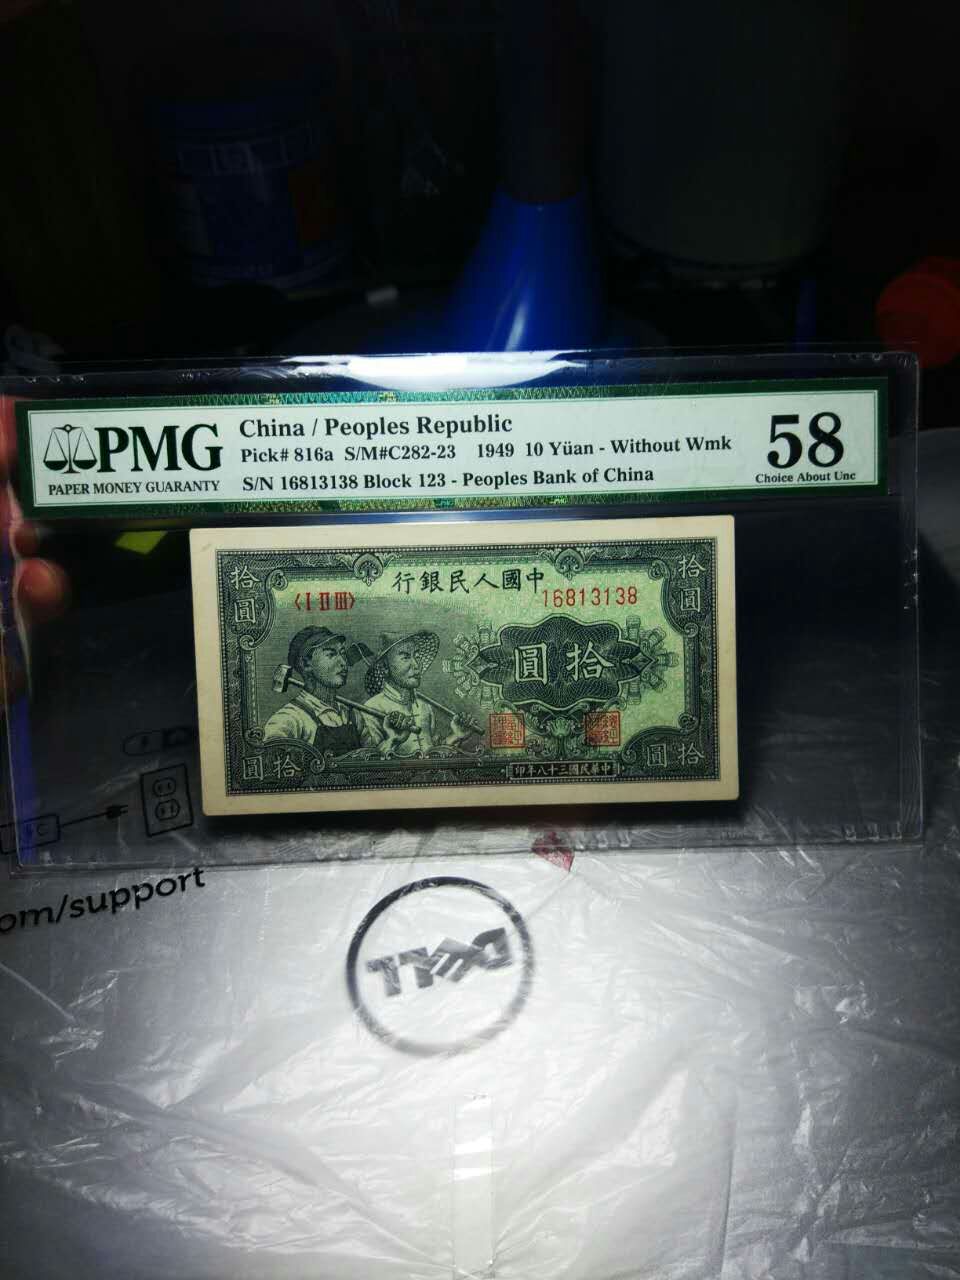 PMG
PAPER MONEY GUARANTY
China / Peoples Republic
Pick# 816a S/M#C282-23 1949 10 Yüan - Without Wmk
S/N 16813138 Block 123 - Peoples Bank of China
58
Choice About Unc
行銀民人國中
拾圓
拾圓
〈I II III〉
16813138
圓拾
圓拾
圓拾
印年八十三國民華中
om/support
DELL